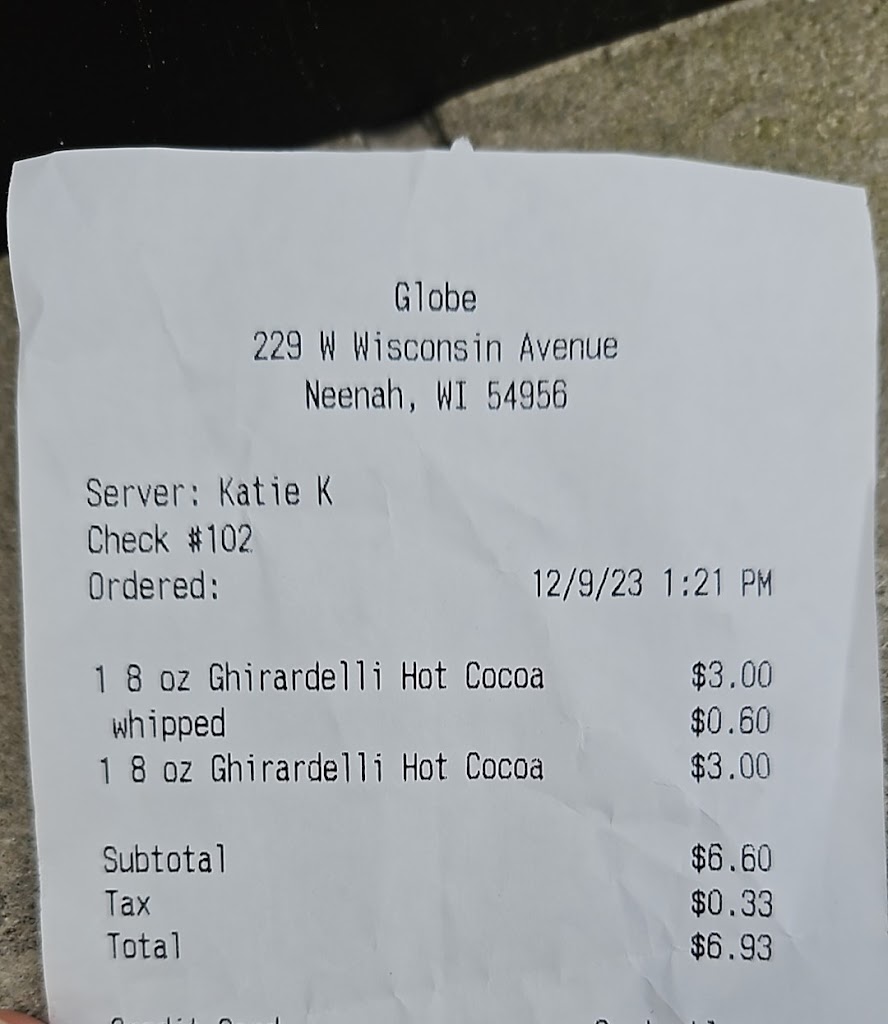 Globe
229 W Wisconsin Avenue
Neenah, WI 54956
Server: Katie K
Check #102
Ordered: 12/9/23 1:21 PM
1 8 oz Ghirardelli Hot Cocoa $3.00
whipped $0.60
1 8 oz Ghirardelli Hot Cocoa $3.00
Subtotal $6.60
Tax $0.33
Total $6.93